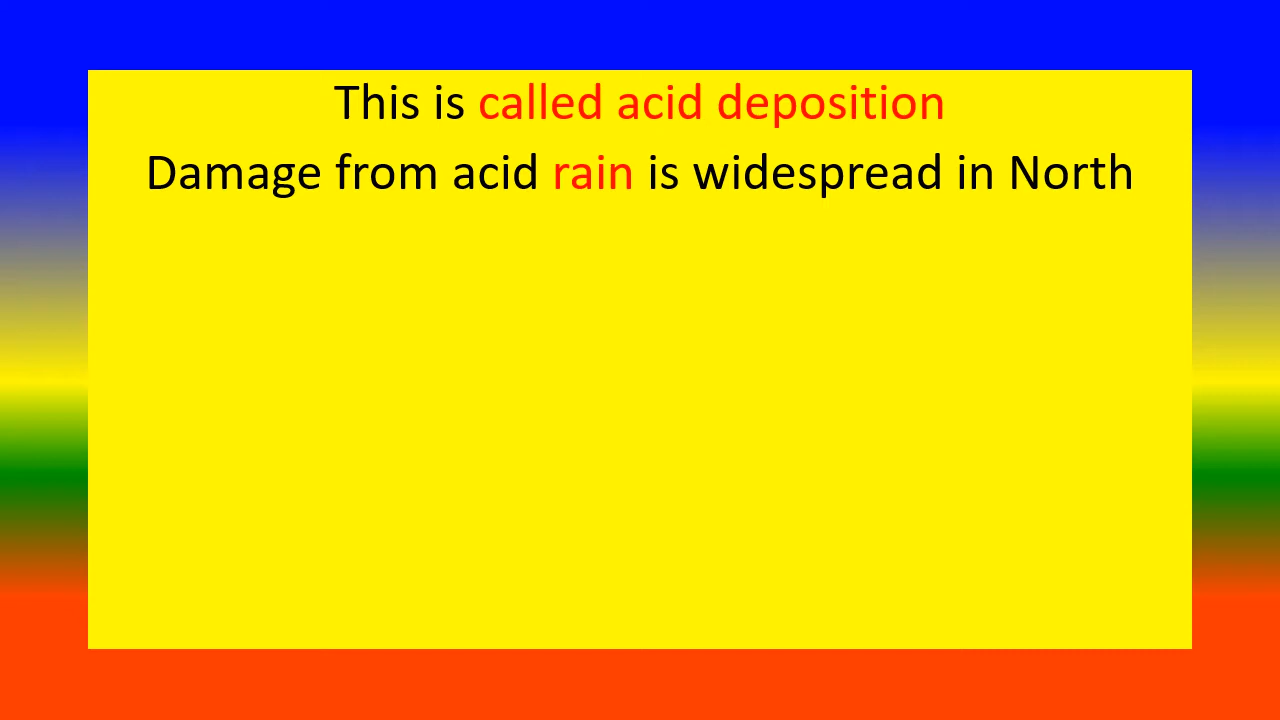 This is called acid deposition
Damage from acid rain is widespread in North